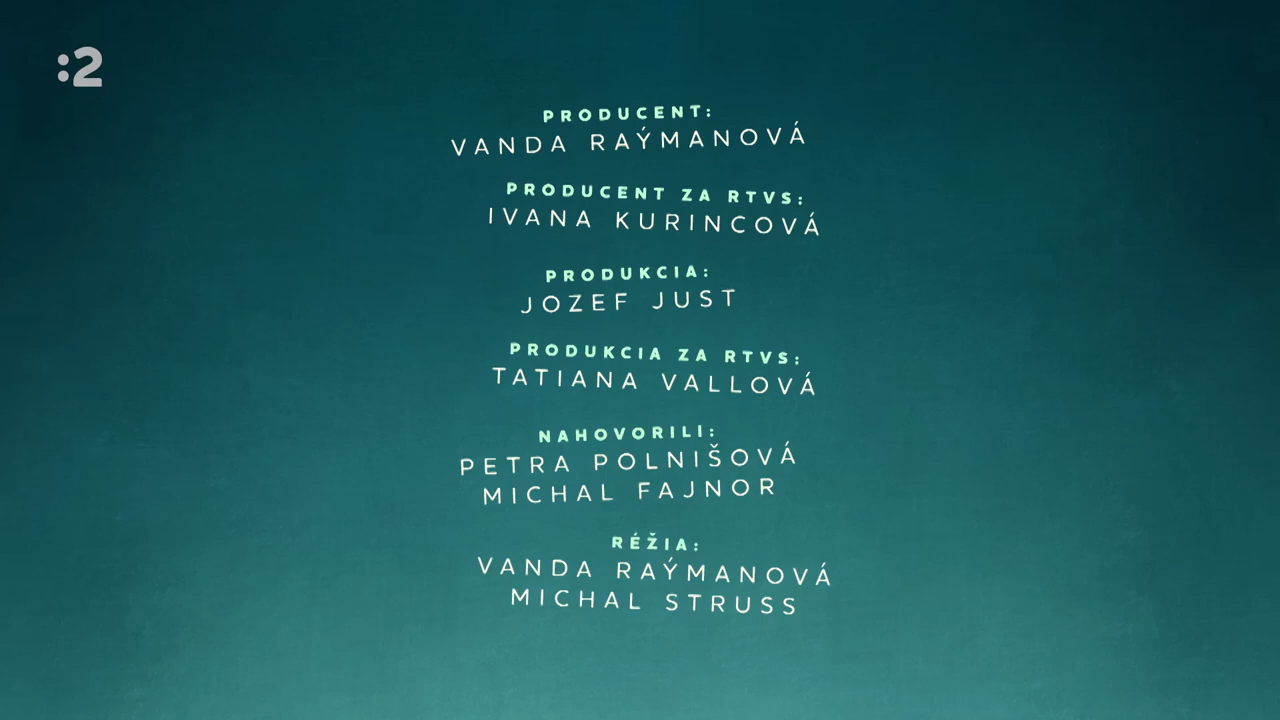 :2
PRODUCENT:
VANDA RAÝMANOVÁ
PRODUCENT ZA RTVS:
IVANA KURINCOVÁ
PRODUKCIA:
JOZEF JUST
PRODUKCIA ZA RTVS:
TATIANA VALLOVÁ
NAHOVORILI:
PETRA POLNIŠOVÁ
MICHAL FAJNOR
RÉŽIA:
VANDA RAÝMANOVÁ
MICHAL STRUSS